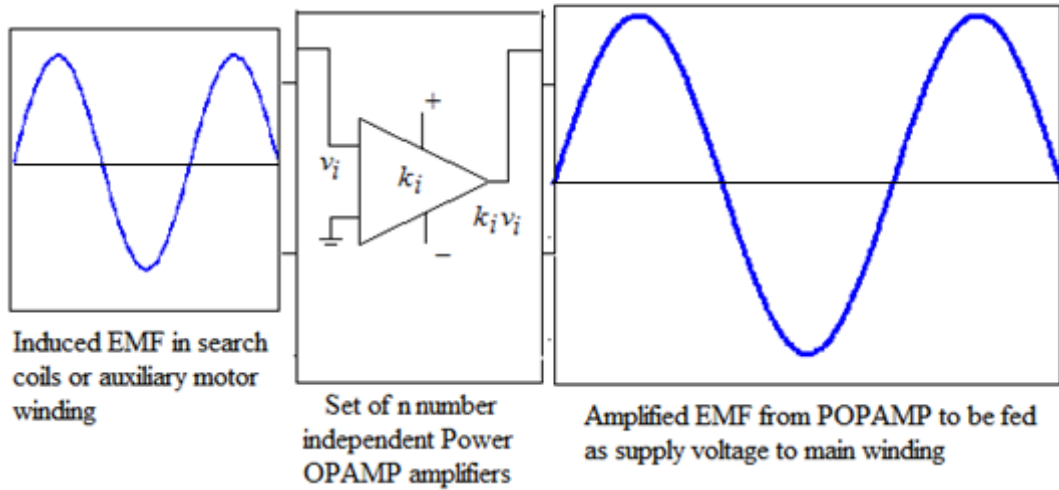 +
v_i
k_i
k_i v_i
−
Induced EMF in search
coils or auxiliary motor
winding
Set of n number
independent Power
OPAMP amplifiers
Amplified EMF from POPAMP to be fed
as supply voltage to main winding